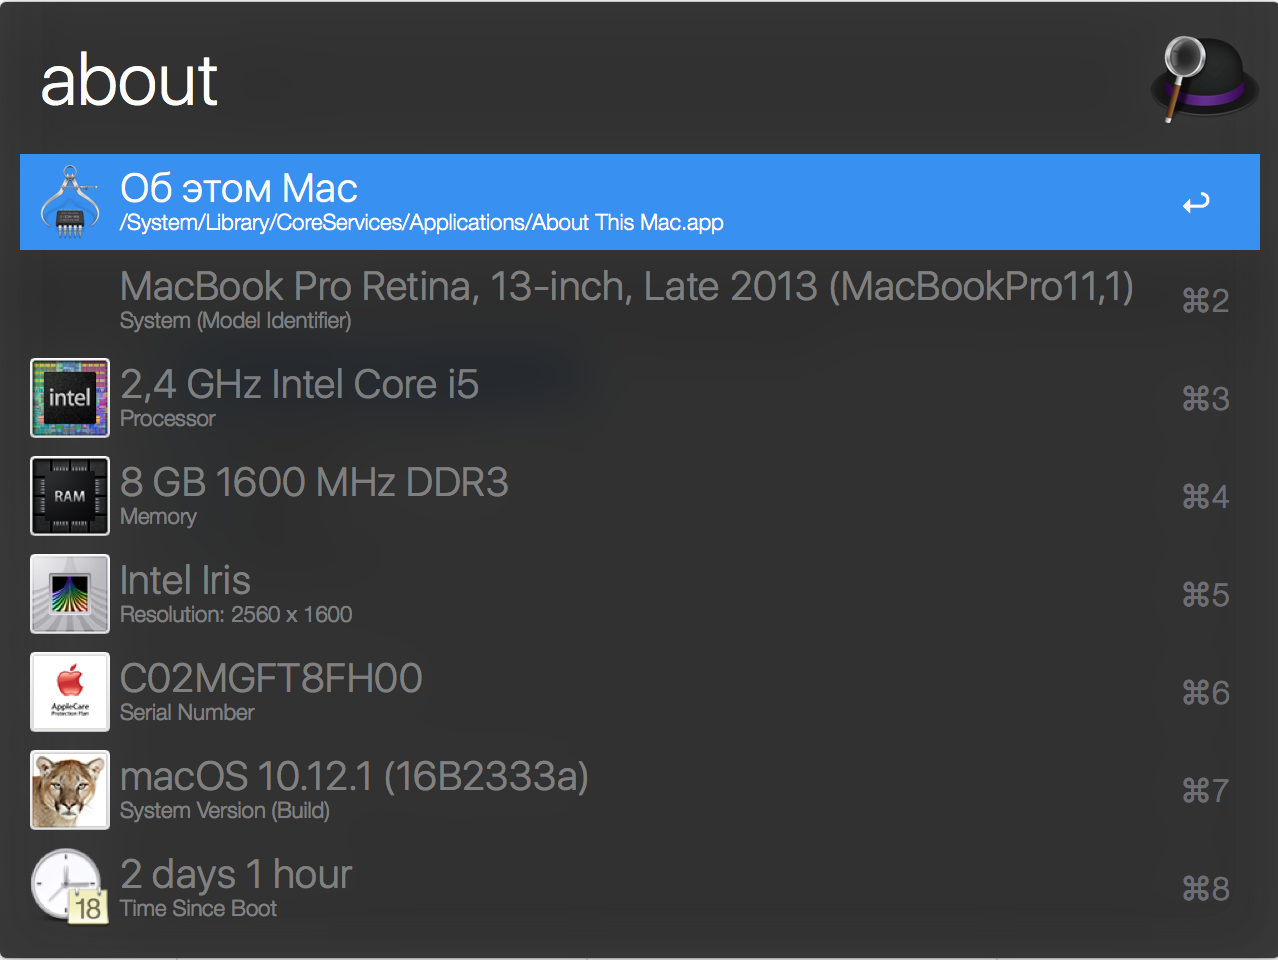 about
Об этом Mac
/System/Library/CoreServices/Applications/About This Mac.app
MacBook Pro Retina, 13-inch, Late 2013 (MacBookPro11,1)
System (Model Identifier)
⌘2
intel
2,4 GHz Intel Core i5
Processor
⌘3
RAM
8 GB 1600 MHz DDR3
Memory
⌘4
Intel Iris
Resolution: 2560 x 1600
⌘5
AppleCare
Protection Plan
C02MGFT8FH00
Serial Number
⌘6
macOS 10.12.1 (16B2333a)
System Version (Build)
⌘7
18
2 days 1 hour
Time Since Boot
⌘8